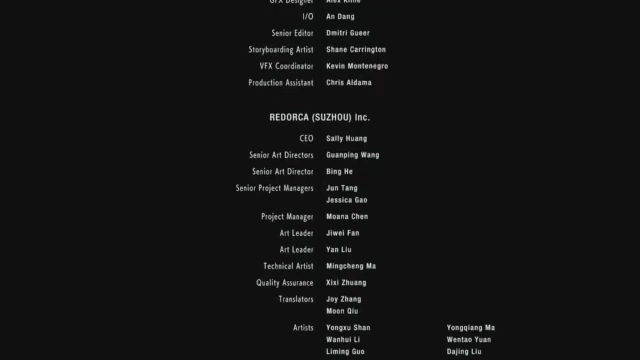 GFX Designer Alex Kline
I/O An Dang
Senior Editor Dmitri Gueer
Storyboarding Artist Shane Carrington
VFX Coordinator Kevin Montenegro
Production Assistant Chris Aldama
REDORCA (SUZHOU) Inc.
CEO Sally Huang
Senior Art Directors Guanping Wang
Senior Art Director Bing He
Senior Project Managers Jun Tang
Jessica Gao
Project Manager Moana Chen
Art Leader Jiwei Fan
Art Leader Yan Liu
Technical Artist Mingcheng Ma
Quality Assurance Xixi Zhuang
Translators Joy Zhang
Moon Qiu
Artists Yongxu Shan Yongqiang Ma
Wanhui Li Wentao Yuan
Liming Guo Dajing Liu